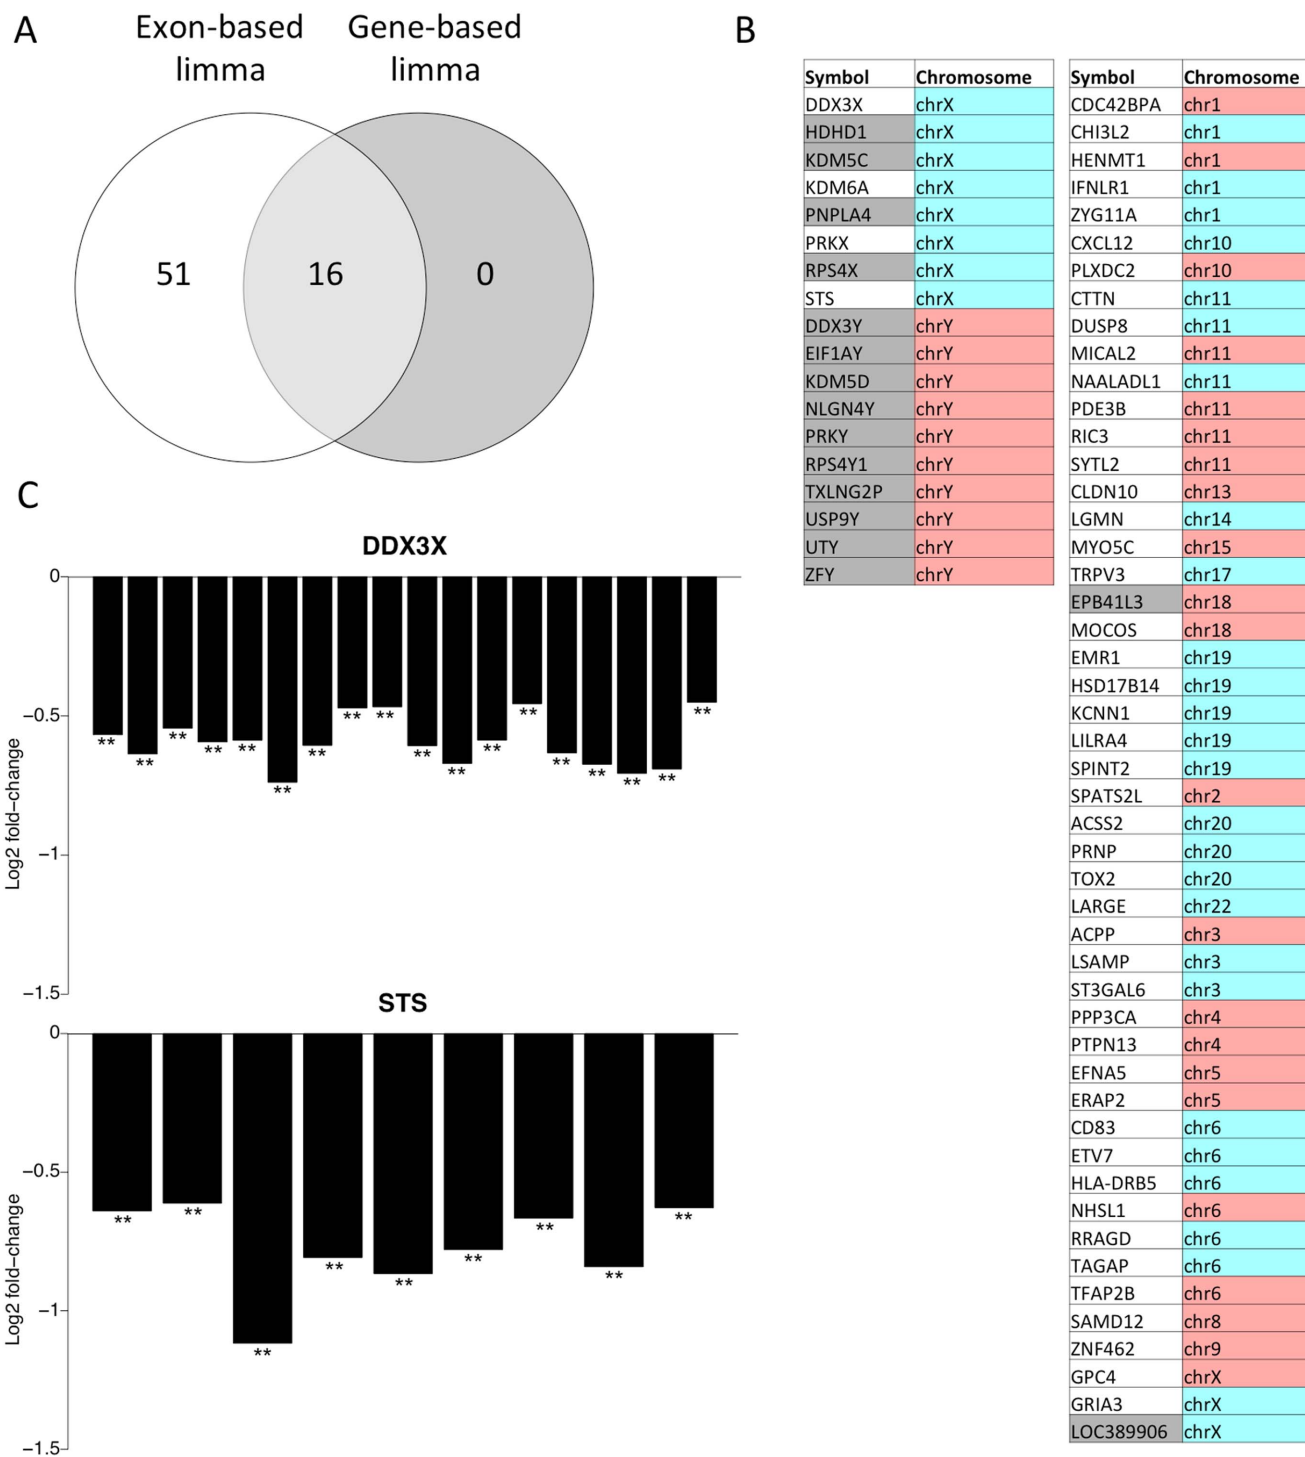 A
Exon-based
limma
Gene-based
limma
51
16
0
B
Symbol Chromosome
DDX3X chrX
HDHD1 chrX
KDM5C chrX
KDM6A chrX
PNPLA4 chrX
PRKX chrX
RPS4X chrX
STS chrX
DDX3Y chrY
EIF1AY chrY
KDM5D chrY
NLGN4Y chrY
PRKY chrY
RPS4Y1 chrY
TXLNG2P chrY
USP9Y chrY
UTY chrY
ZFY chrY
Symbol Chromosome
CDC42BPA chr1
CHI3L2 chr1
HENMT1 chr1
IFNLR1 chr1
ZYG11A chr1
CXCL12 chr10
PLXDC2 chr10
CTTN chr11
DUSP8 chr11
MICAL2 chr11
NAALADL1 chr11
PDE3B chr11
RIC3 chr11
SYTL2 chr11
CLDN10 chr13
LGMN chr14
MYO5C chr15
TRPV3 chr17
EPB41L3 chr18
MOCOS chr18
EMR1 chr19
HSD17B14 chr19
KCNN1 chr19
LILRA4 chr19
SPINT2 chr19
SPATS2L chr2
ACSS2 chr20
PRNP chr20
TOX2 chr20
LARGE chr22
ACPP chr3
LSAMP chr3
ST3GAL6 chr3
PPP3CA chr4
PTPN13 chr4
EFNA5 chr5
ERAP2 chr5
CD83 chr6
ETV7 chr6
HLA-DRB5 chr6
NHSL1 chr6
RRAGD chr6
TAGAP chr6
TFAP2B chr6
SAMD12 chr8
ZNF462 chr9
GPC4 chrX
GRIA3 chrX
LOC389906 chrX
C
DDX3X
Log2 fold−change
0
−0.5
−1
−1.5
** ** ** ** ** ** ** ** ** ** ** ** ** ** ** ** ** **
STS
Log2 fold−change
0
−0.5
−1
−1.5
** ** ** ** ** ** ** ** **